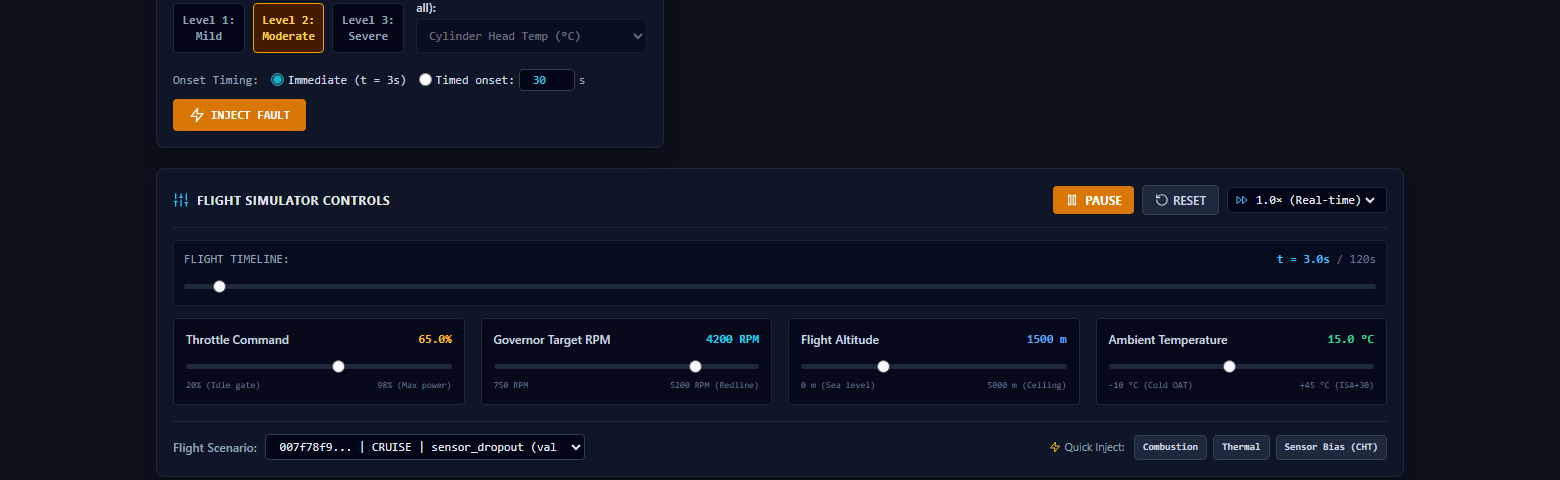 all):
Level 1:
Mild
Level 2:
Moderate
Level 3:
Severe
Cylinder Head Temp (°C)
Onset Timing: Immediate (t = 3s) Timed onset: 30 s
INJECT FAULT
FLIGHT SIMULATOR CONTROLS
PAUSE
RESET
1.0× (Real-time)
FLIGHT TIMELINE: t = 3.0s / 120s
Throttle Command 65.0%
20% (Idle gate) 98% (Max power)
Governor Target RPM 4200 RPM
750 RPM 5200 RPM (Redline)
Flight Altitude 1500 m
0 m (Sea level) 5000 m (Ceiling)
Ambient Temperature 15.0 °C
-10 °C (Cold OAT) +45 °C (ISA+30)
Flight Scenario: 007f78f9... | CRUISE | sensor_dropout (val
Quick Inject: Combustion Thermal Sensor Bias (CHT)